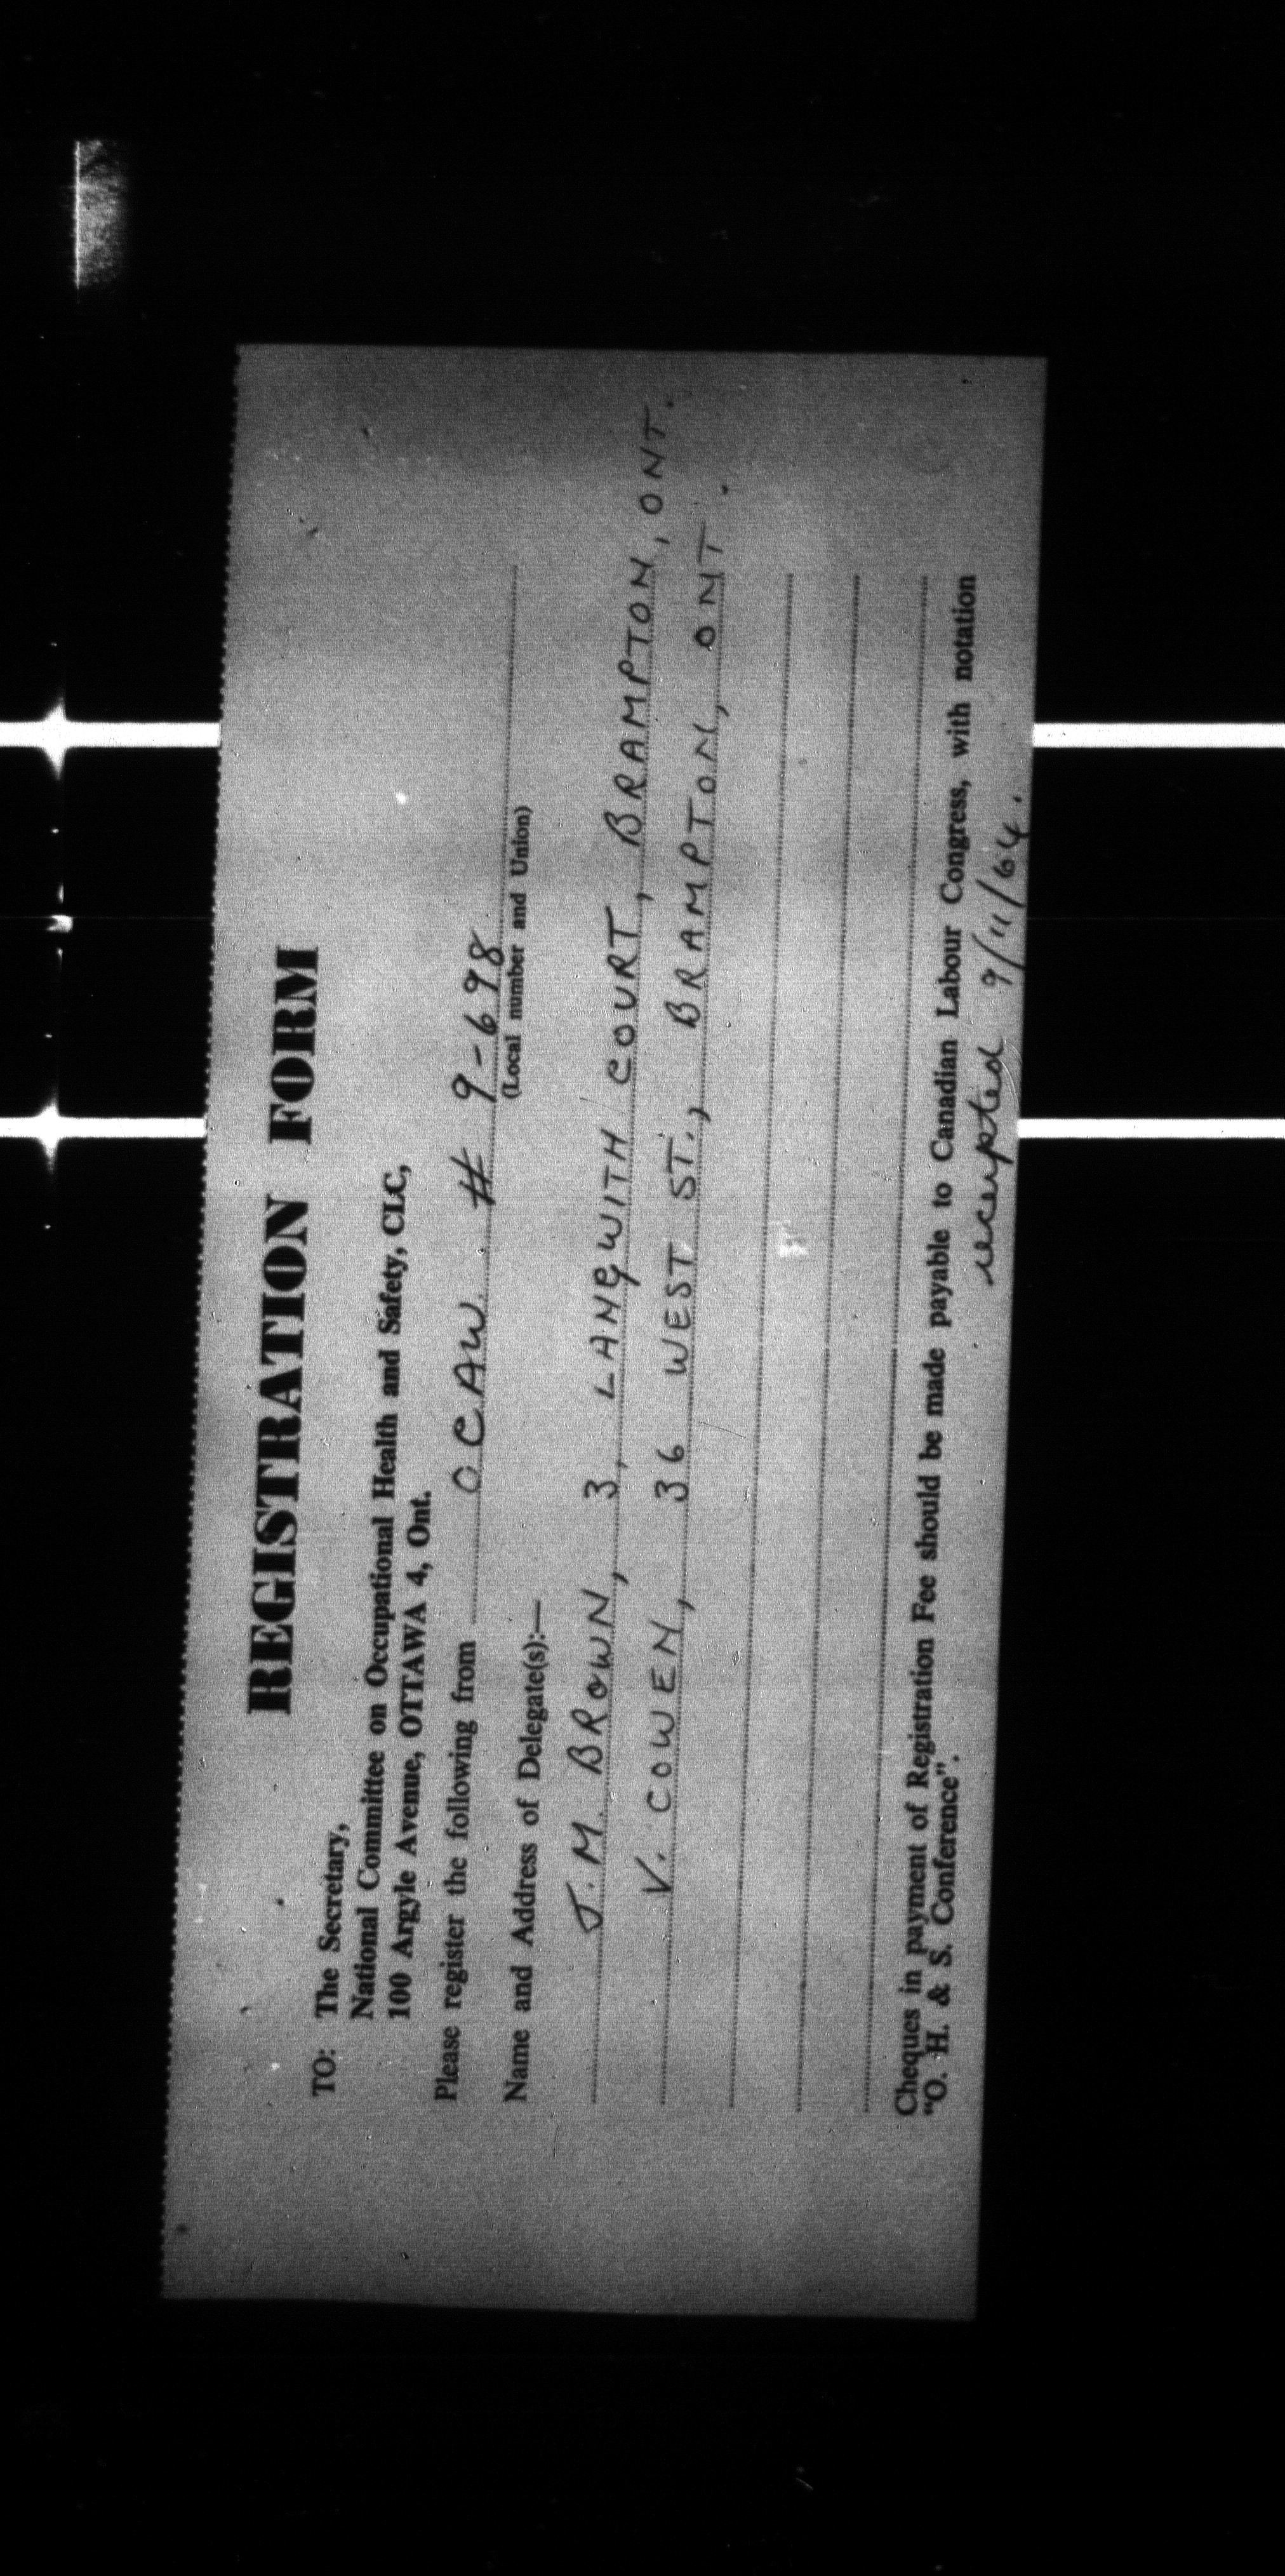 REGISTRATION FORM
TO: The Secretary,
National Committee on Occupational Health and Safety, CLC,
100 Argyle Avenue, OTTAWA 4, Ont.
Please register the following from O.C.A.W. # 9-698
(Local number and Union)
Name and Address of Delegate(s):—
J. M. BROWN, 3, LANGWITH COURT, BRAMPTON, ONT.
V. COWEN, 36 WEST ST., BRAMPTON, ONT.
Cheques in payment of Registration Fee should be made payable to Canadian Labour Congress, with notation
"O. H. & S. Conference".
receipted 9/11/64.